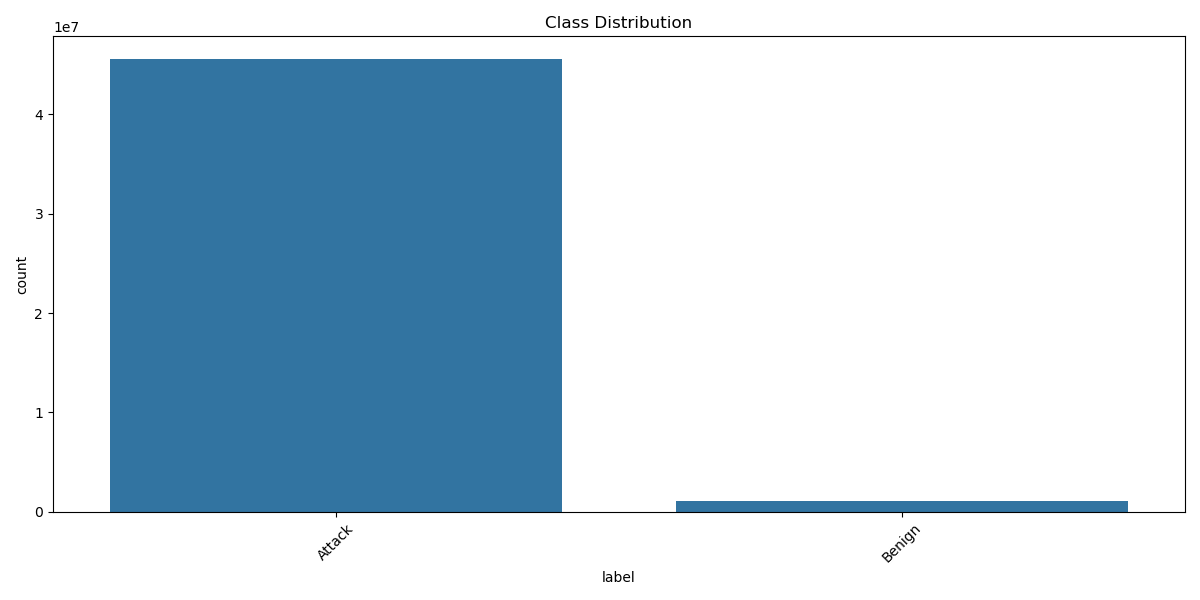 Class Distribution
1e7
4
3
2
1
0
count
Attack
Benign
label